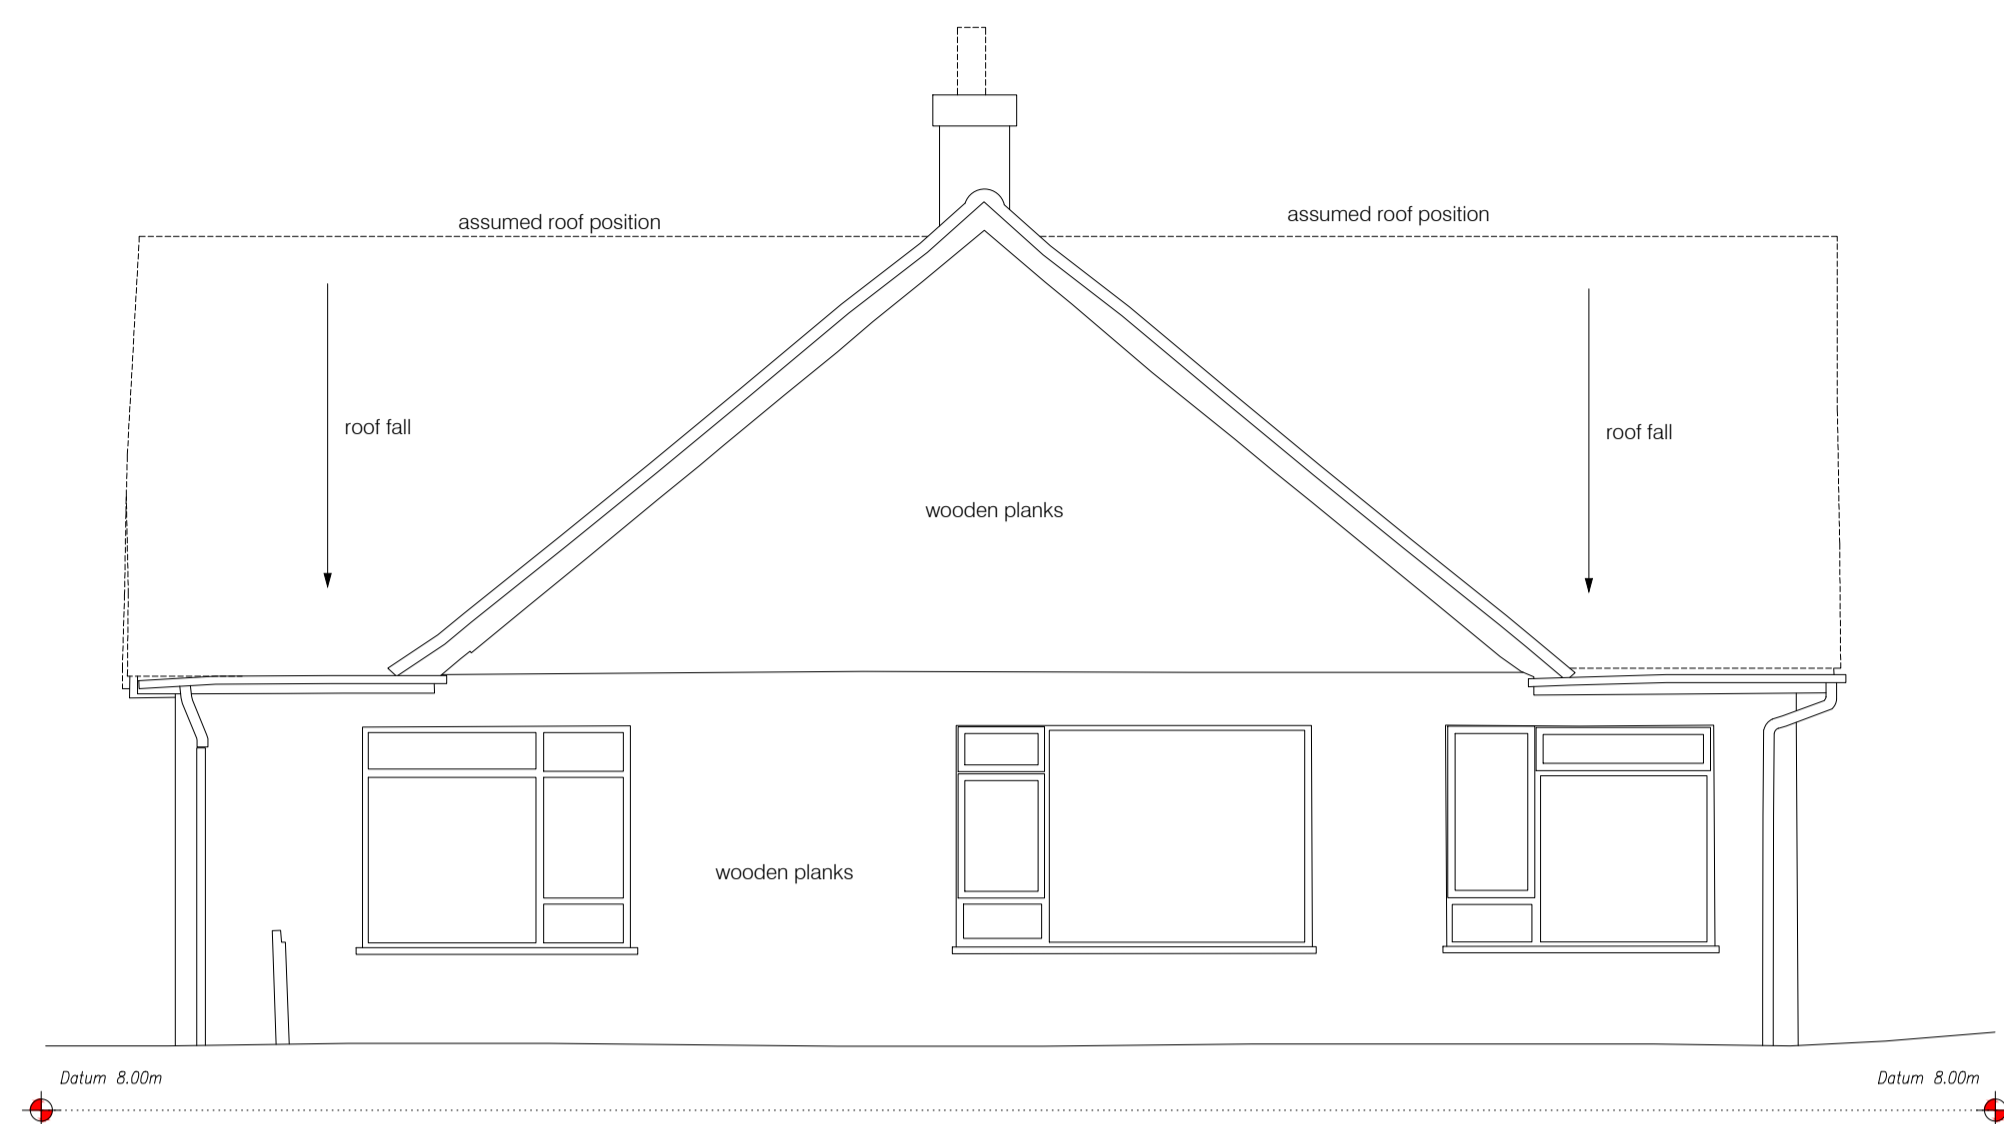 assumed roof position
assumed roof position
roof fall
roof fall
wooden planks
wooden planks
Datum 8.00m
Datum 8.00m